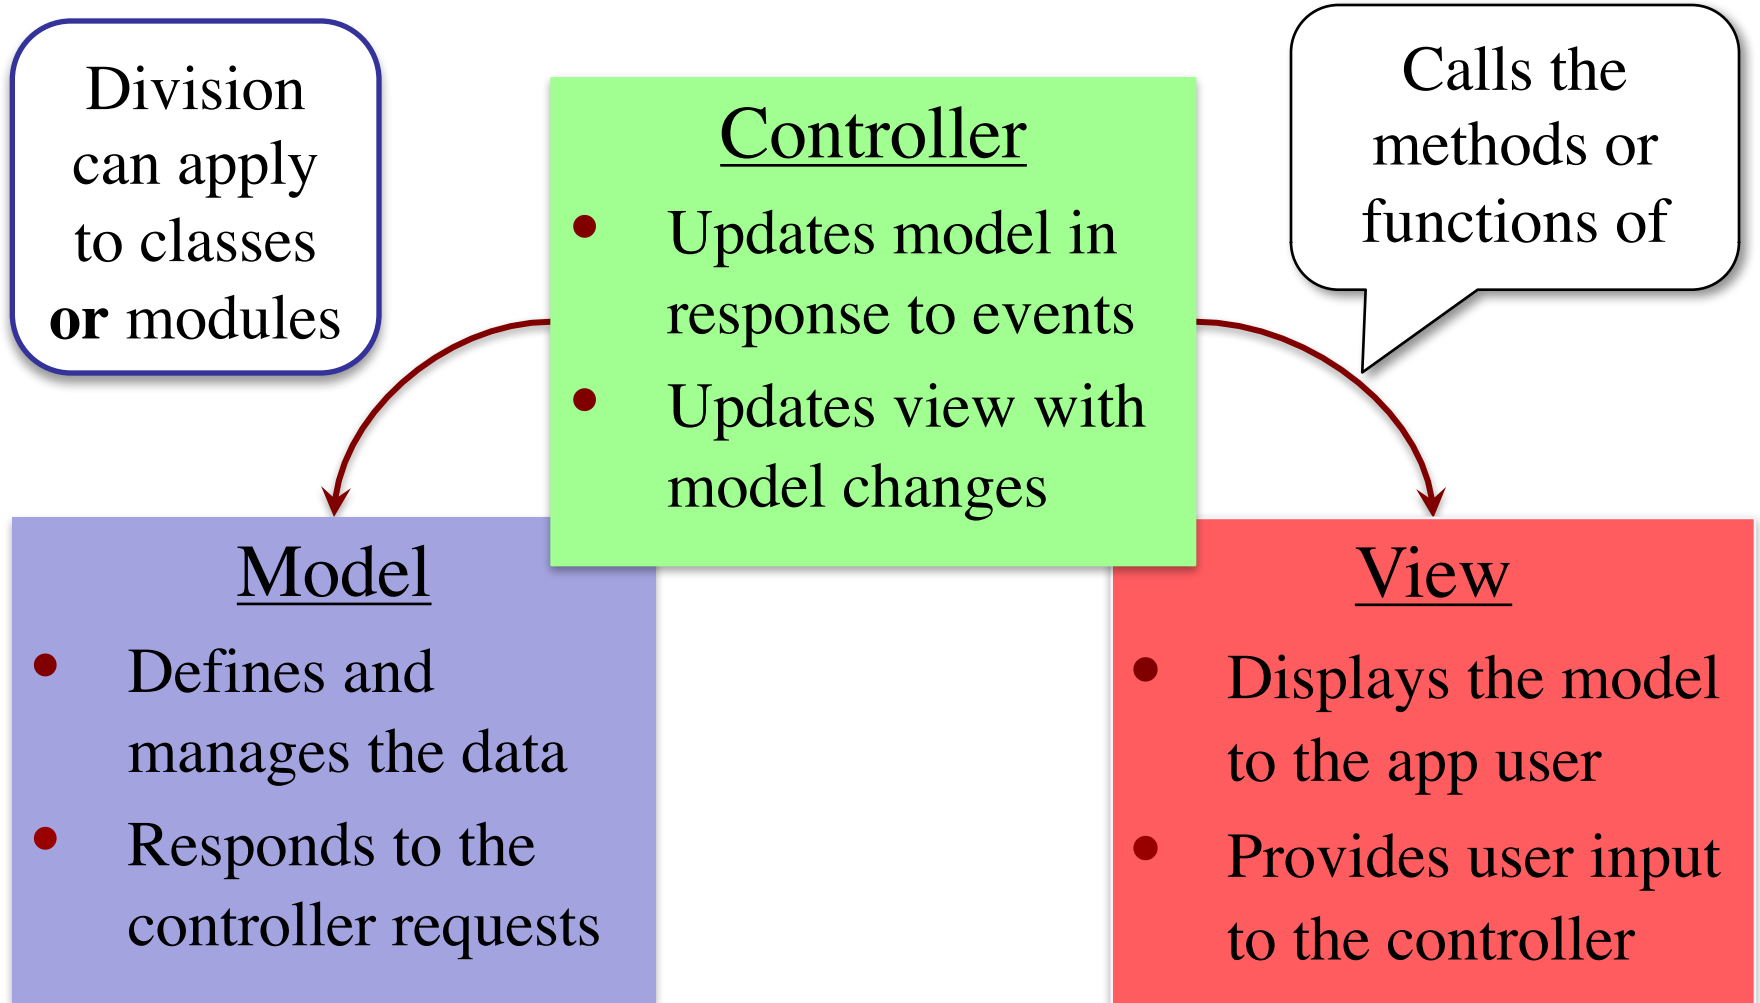 Division
can apply
to classes
or modules
Controller
• Updates model in
response to events
• Updates view with
model changes
Calls the
methods or
functions of
Model
• Defines and
manages the data
• Responds to the
controller requests
View
• Displays the model
to the app user
• Provides user input
to the controller